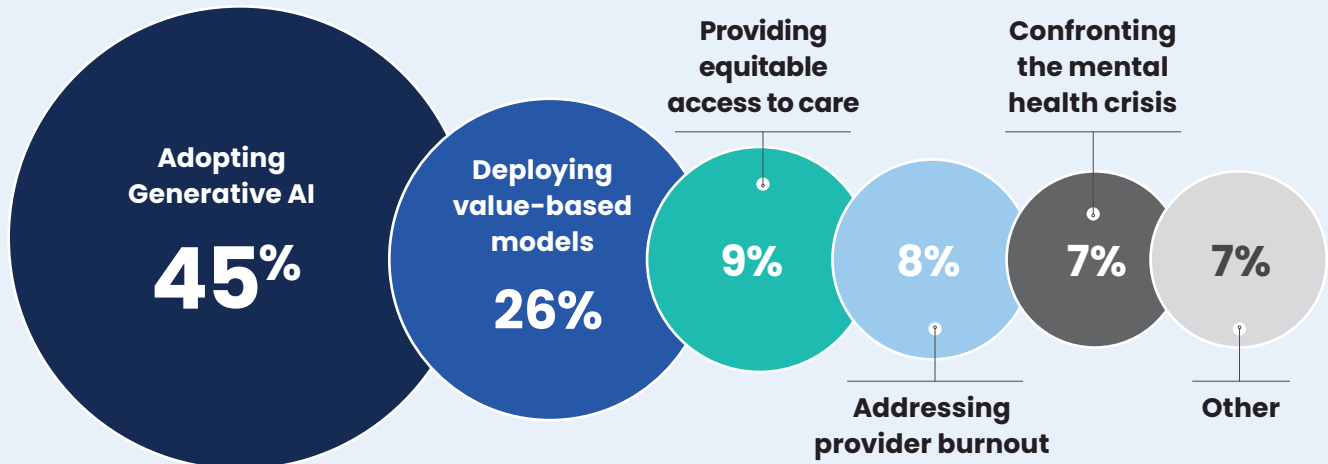 Adopting
Generative AI
45%
Deploying
value-based
models
26%
Providing
equitable
access to care
9%
8%
Addressing
provider burnout
Confronting
the mental
health crisis
7%
7%
Other